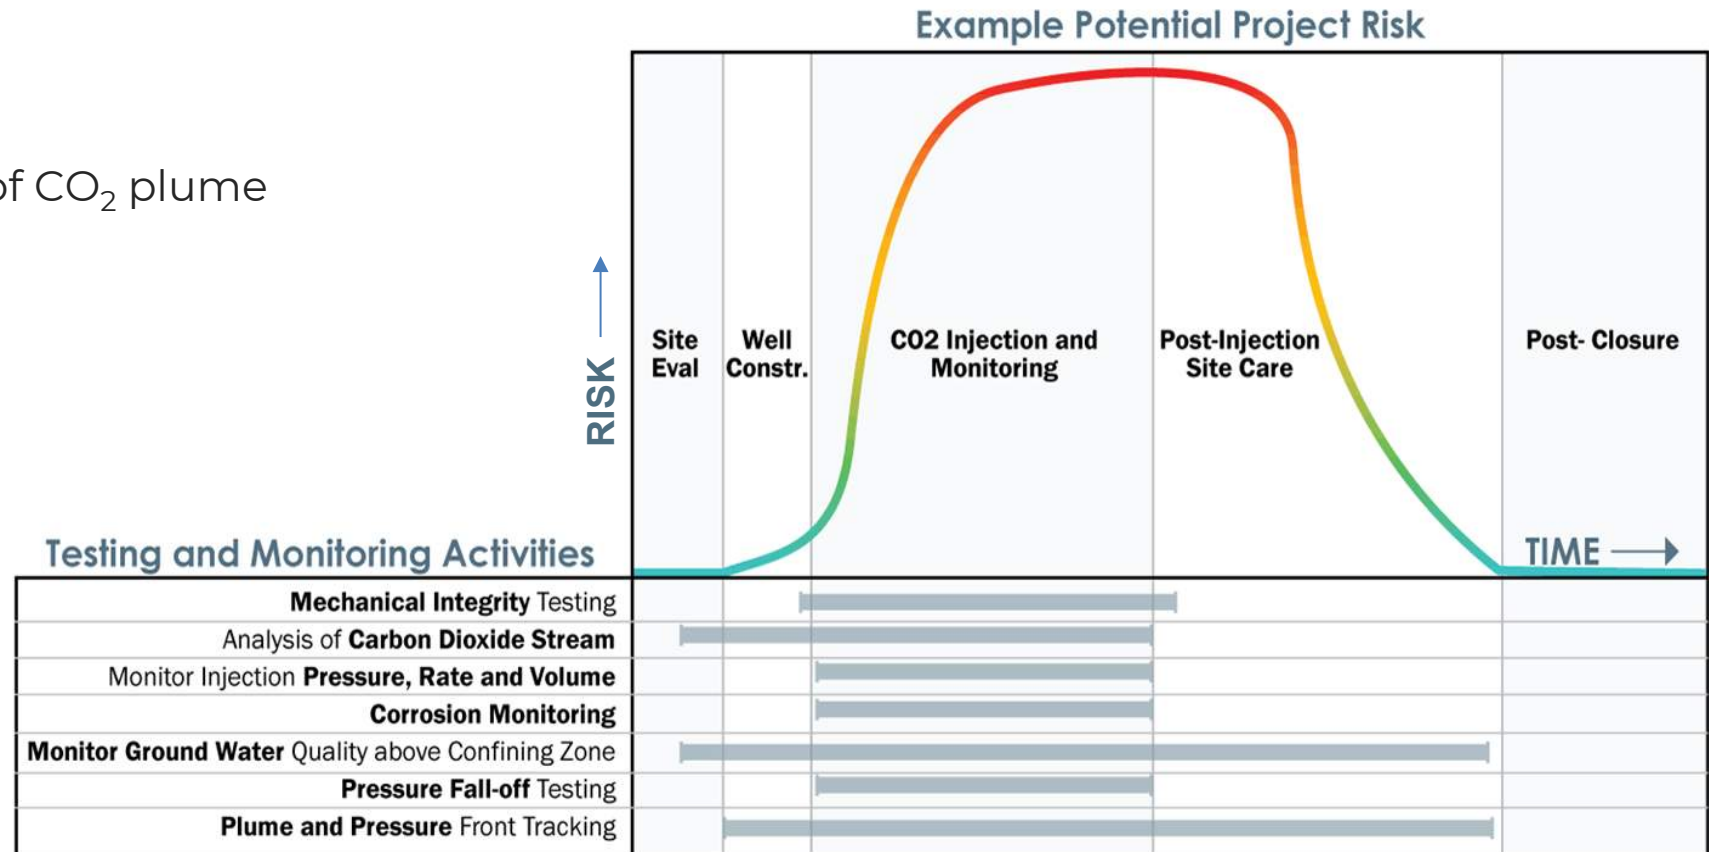 Example Potential Project Risk
of CO₂ plume
RISK
Site
Eval
Well
Constr.
CO2 Injection and
Monitoring
Post-Injection
Site Care
Post- Closure
TIME
Testing and Monitoring Activities
Mechanical Integrity Testing
Analysis of Carbon Dioxide Stream
Monitor Injection Pressure, Rate and Volume
Corrosion Monitoring
Monitor Ground Water Quality above Confining Zone
Pressure Fall-off Testing
Plume and Pressure Front Tracking